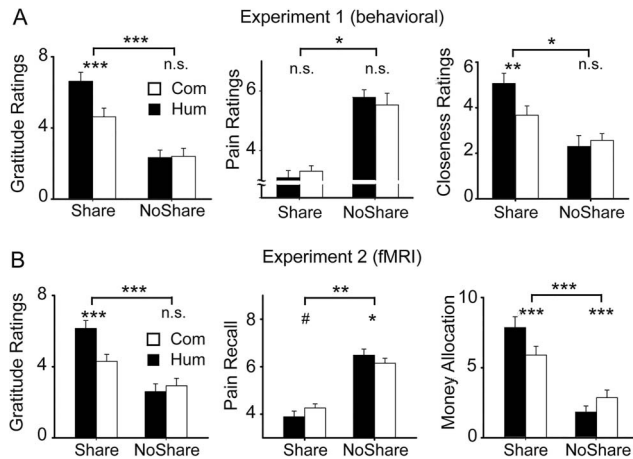 A
Experiment 1 (behavioral)
Gratitude Ratings
8
4
0
***
***
n.s.
Com
Hum
Share
NoShare
Pain Ratings
6
4
*
n.s.
n.s.
Share
NoShare
Closeness Ratings
6
4
2
0
*
**
n.s.
Share
NoShare
B
Experiment 2 (fMRI)
Gratitude Ratings
8
4
0
***
***
n.s.
Com
Hum
Share
NoShare
Pain Recall
8
6
4
**
#
*
Share
NoShare
Money Allocation
10
5
0
***
***
***
Share
NoShare